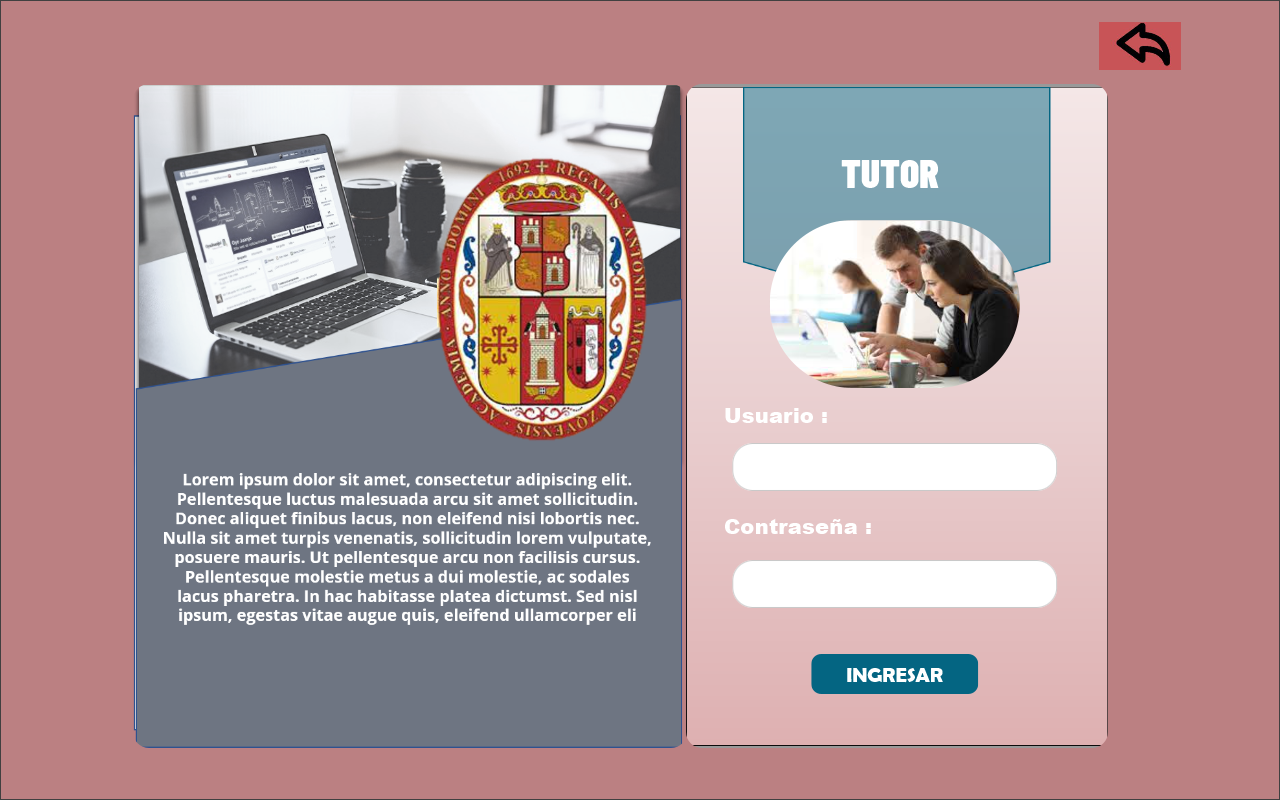 ACADEMIA · ANNO · DOMINI · 1692 ✝ REGALIS · ANTONII · MAGNI · CVZQVENSIS
Lorem ipsum dolor sit amet, consectetur adipiscing elit.
Pellentesque luctus malesuada arcu sit amet sollicitudin.
Donec aliquet finibus lacus, non eleifend nisi lobortis nec.
Nulla sit amet turpis venenatis, sollicitudin lorem vulputate,
posuere mauris. Ut pellentesque arcu non facilisis cursus.
Pellentesque molestie metus a dui molestie, ac sodales
lacus pharetra. In hac habitasse platea dictumst. Sed nisl
ipsum, egestas vitae augue quis, eleifend ullamcorper eli
TUTOR
Usuario :
Contraseña :
INGRESAR